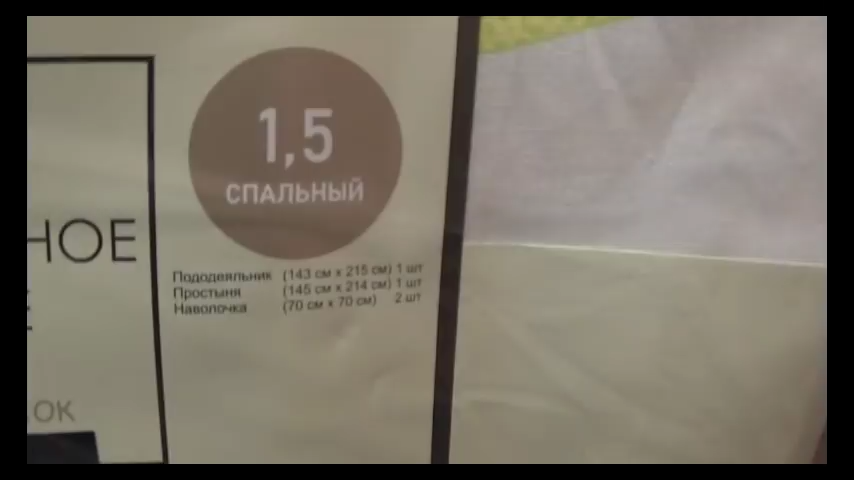 1,5
СПАЛЬНЫЙ
НОЕ
Пододеяльник (143 см х 215 см) 1 шт
Простыня (145 см х 214 см) 1 шт
Наволочка (70 см х 70 см) 2 шт
Е
ОК